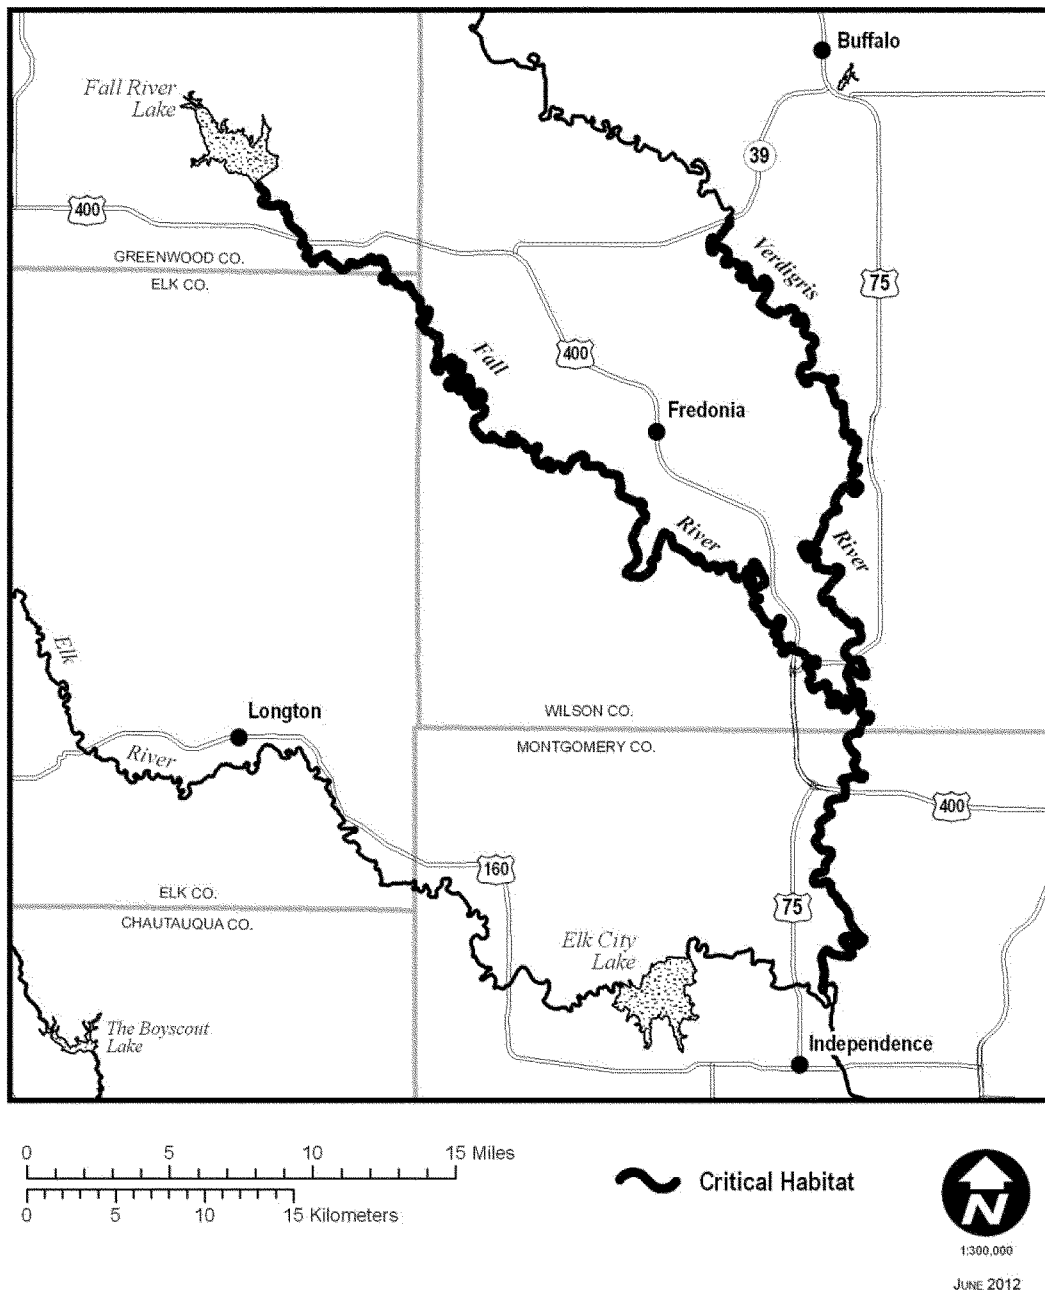 Buffalo
Fall River
Lake
39
400
Verdigris
GREENWOOD CO.
ELK CO.
75
Fall
400
Fredonia
River
River
Elk
Longton
WILSON CO.
River
MONTGOMERY CO.
400
160
ELK CO.
75
CHAUTAUQUA CO.
Elk City
Lake
The Boyscout
Lake
Independence
0 5 10 15 Miles
0 5 10 15 Kilometers
Critical Habitat
N
1:300,000
JUNE 2012